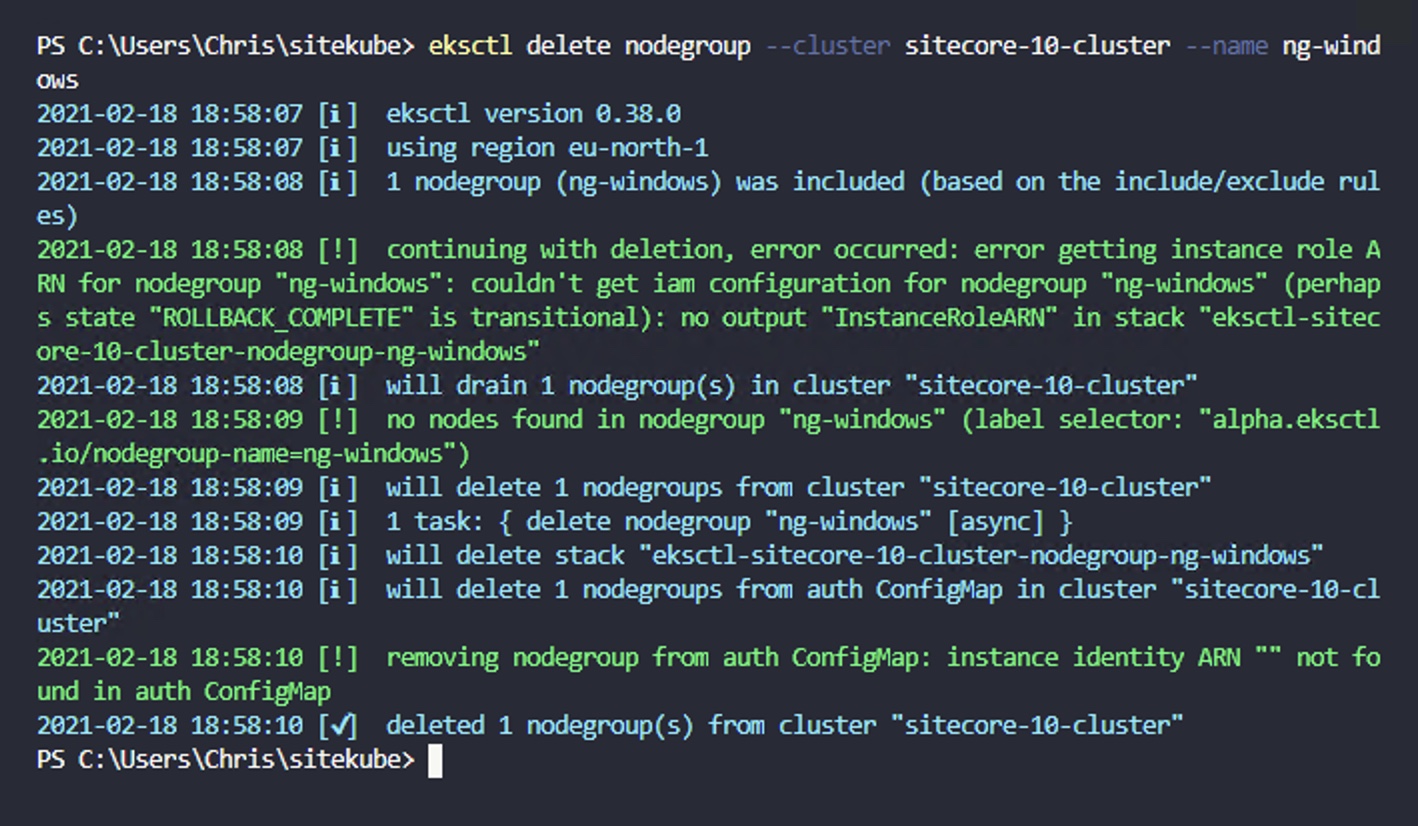 PS C:\Users\Chris\sitekube> eksctl delete nodegroup --cluster sitecore-10-cluster --name ng-wind
ows
2021-02-18 18:58:07 [ℹ]  eksctl version 0.38.0
2021-02-18 18:58:07 [ℹ]  using region eu-north-1
2021-02-18 18:58:08 [ℹ]  1 nodegroup (ng-windows) was included (based on the include/exclude rul
es)
2021-02-18 18:58:08 [!]  continuing with deletion, error occurred: error getting instance role A
RN for nodegroup "ng-windows": couldn't get iam configuration for nodegroup "ng-windows" (perhap
s state "ROLLBACK_COMPLETE" is transitional): no output "InstanceRoleARN" in stack "eksctl-sitec
ore-10-cluster-nodegroup-ng-windows"
2021-02-18 18:58:08 [ℹ]  will drain 1 nodegroup(s) in cluster "sitecore-10-cluster"
2021-02-18 18:58:09 [!]  no nodes found in nodegroup "ng-windows" (label selector: "alpha.eksctl
.io/nodegroup-name=ng-windows")
2021-02-18 18:58:09 [ℹ]  will delete 1 nodegroups from cluster "sitecore-10-cluster"
2021-02-18 18:58:09 [ℹ]  1 task: { delete nodegroup "ng-windows" [async] }
2021-02-18 18:58:10 [ℹ]  will delete stack "eksctl-sitecore-10-cluster-nodegroup-ng-windows"
2021-02-18 18:58:10 [ℹ]  will delete 1 nodegroups from auth ConfigMap in cluster "sitecore-10-cl
uster"
2021-02-18 18:58:10 [!]  removing nodegroup from auth ConfigMap: instance identity ARN "" not fo
und in auth ConfigMap
2021-02-18 18:58:10 [✓]  deleted 1 nodegroup(s) from cluster "sitecore-10-cluster"
PS C:\Users\Chris\sitekube>